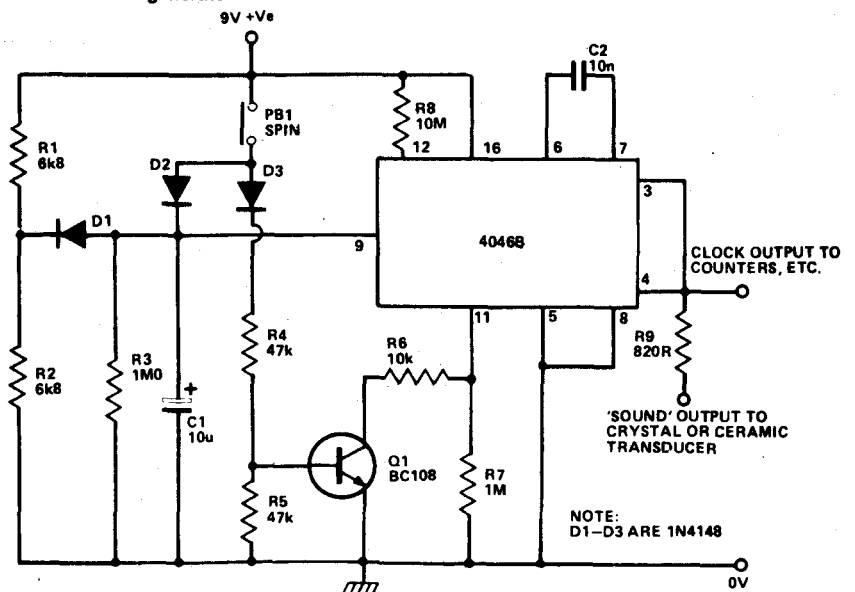 9V +Ve
C2
10n
PB1
SPIN
R8
10M
R1
6k8
12
16
6
7
D2
D3
3
D1
9
4046B
CLOCK OUTPUT TO
COUNTERS, ETC.
4
11
5
8
R4
47k
R6
10k
R9
820R
R2
6k8
R3
1M0
+
C1
10u
'SOUND' OUTPUT TO
CRYSTAL OR CERAMIC
TRANSDUCER
Q1
BC108
R7
1M
R5
47k
NOTE:
D1–D3 ARE 1N4148
0V